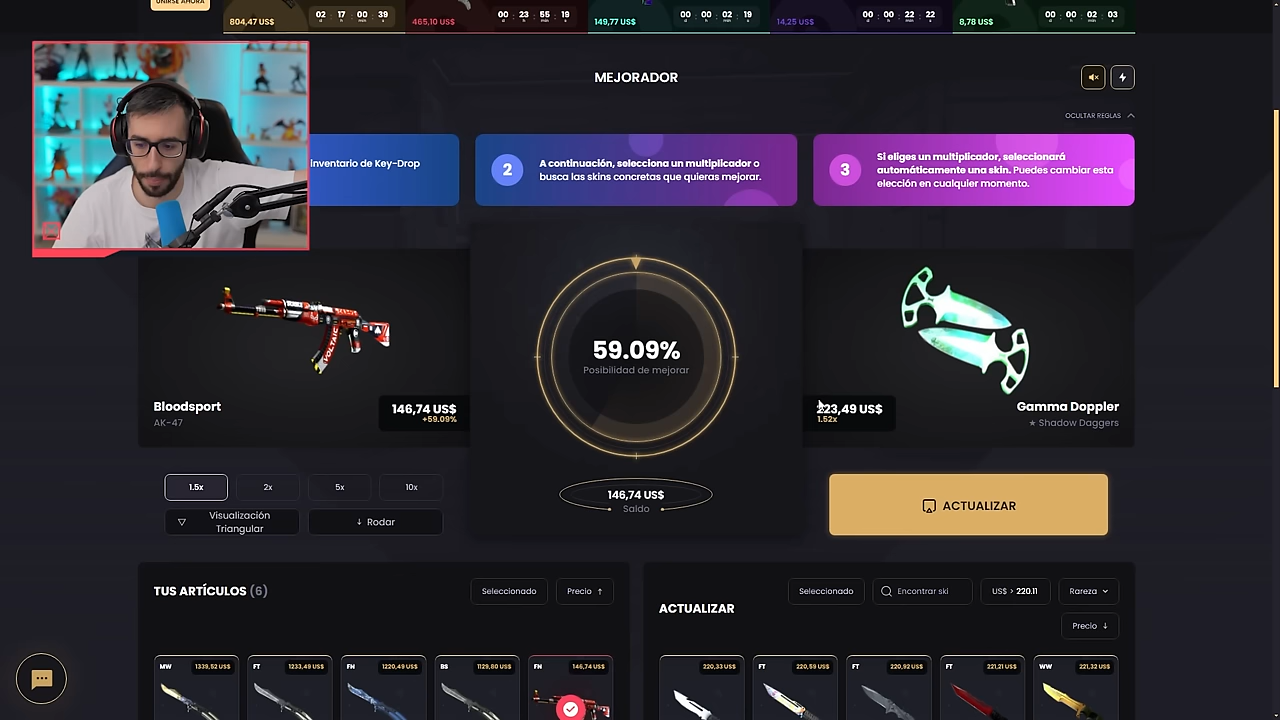 UNIRSE AHORA
804,47 US$
02 : 17 : 00 : 39
465,10 US$
00 : 23 : 55 : 19
149,77 US$
00 : 00 : 02 : 19
14,25 US$
00 : 00 : 22 : 22
8,78 US$
00 : 00 : 02 : 03
MEJORADOR
OCULTAR REGLAS
inventario de Key-Drop
2
A continuación, selecciona un multiplicador o
busca las skins concretas que quieras mejorar.
3
Si eliges un multiplicador, seleccionará
automáticamente una skin. Puedes cambiar esta
elección en cualquier momento.
59.09%
Posibilidad de mejorar
Bloodsport
AK-47
146,74 US$
+59.09%
223,49 US$
1.52x
Gamma Doppler
★ Shadow Daggers
1.5x
2x
5x
10x
Visualización
Triangular
Rodar
146,74 US$
Saldo
ACTUALIZAR
TUS ARTÍCULOS (6)
Seleccionado
Precio ↑
ACTUALIZAR
Seleccionado
Encontrar ski
US$ > 220.11
Rareza
Precio ↓
MW
1339,52 US$
FT
1233,49 US$
FN
1220,49 US$
BS
1129,80 US$
FN
146,74 US$
220,33 US$
FT
220,59 US$
FT
220,92 US$
FT
221,21 US$
WW
221,32 US$